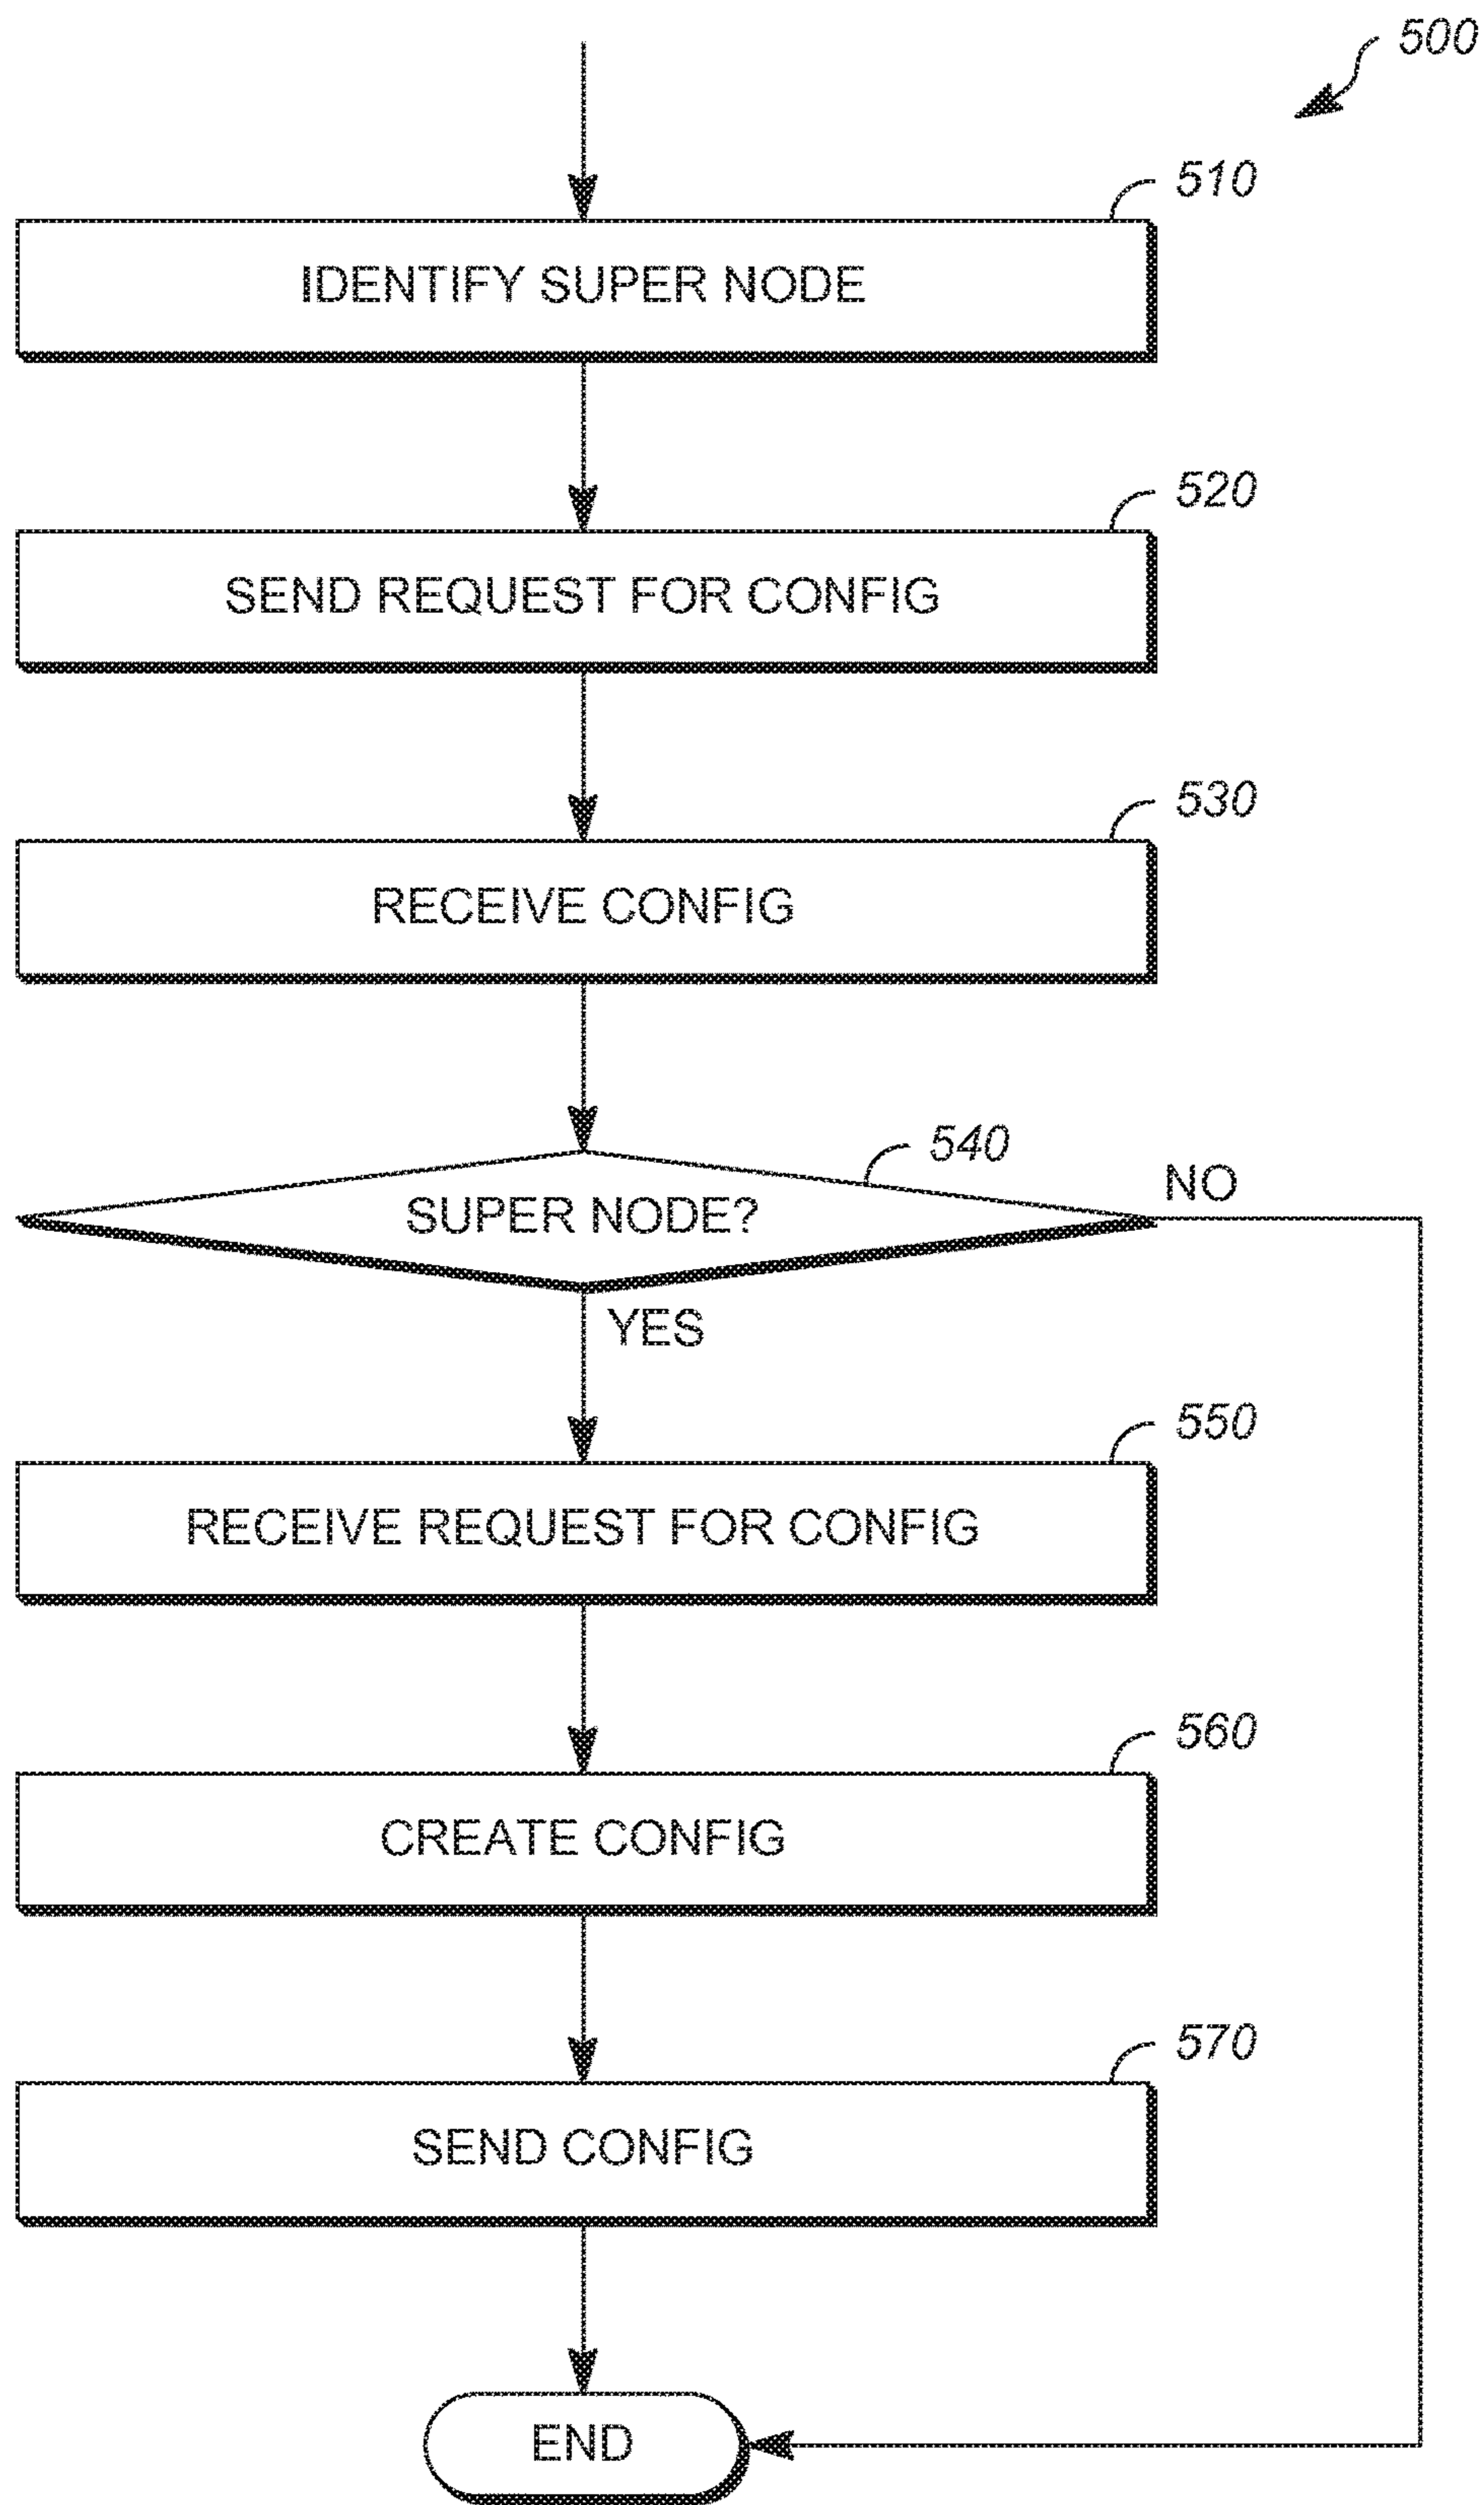 500
510
IDENTIFY SUPER NODE
520
SEND REQUEST FOR CONFIG
530
RECEIVE CONFIG
540
SUPER NODE?
NO
YES
550
RECEIVE REQUEST FOR CONFIG
560
CREATE CONFIG
570
SEND CONFIG
END